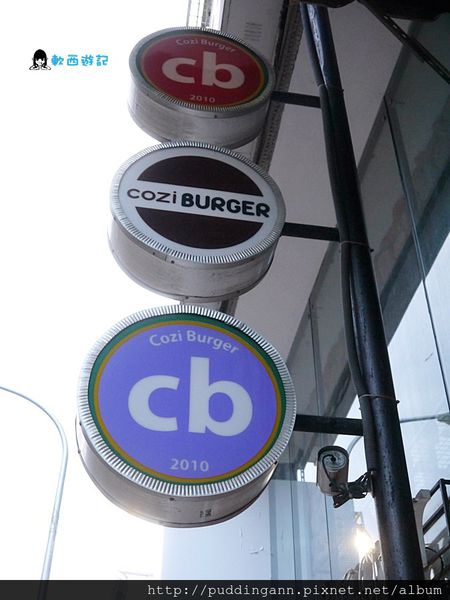 軟西遊記
Cozi Burger
cb
2010
cozi BURGER
Cozi Burger
cb
2010
http://puddingann.pixnet.net/album